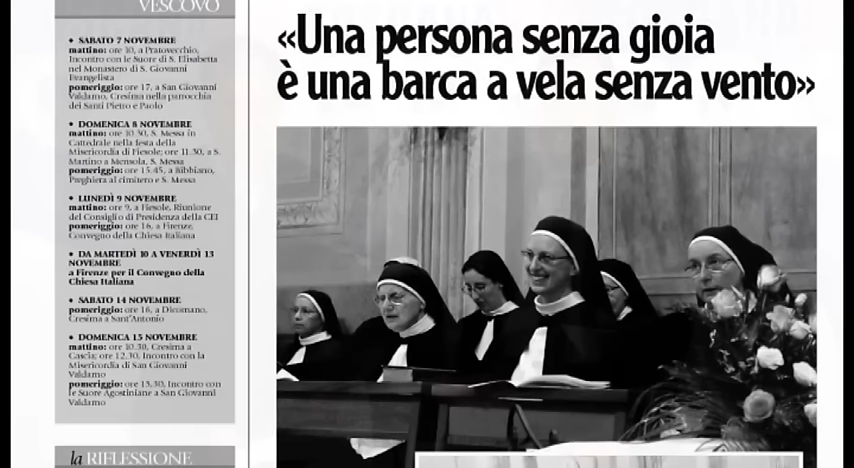 VESCOVO
• SABATO 7 NOVEMBRE
mattino: ore 10, a Pratovecchio,
Incontro con le Suore di S. Elisabetta
nel Monastero di S. Giovanni
Evangelista
pomeriggio: ore 17, a San Giovanni
Valdarno, Cresima nella parrocchia
dei Santi Pietro e Paolo
• DOMENICA 8 NOVEMBRE
mattino: ore 10.30, S. Messa in
Cattedrale nella festa della
Misericordia di Fiesole; ore 11.30, a S.
Martino a Mensola, S. Messa
pomeriggio: ore 15.45, a Ribbiano,
Preghiera al cimitero e S. Messa
• LUNEDÌ 9 NOVEMBRE
mattino: ore 9, a Fiesole, Riunione
del Consiglio di Presidenza della CEI
pomeriggio: ore 16, a Firenze,
Convegno della Chiesa Italiana
• DA MARTEDÌ 10 A VENERDÌ 13
NOVEMBRE
a Firenze per il Convegno della
Chiesa Italiana
• SABATO 14 NOVEMBRE
pomeriggio: ore 16, a Dicomano,
Cresima a Sant'Antonio
• DOMENICA 15 NOVEMBRE
mattino: ore 10.30, Cresima a
Cascia; ore 12.30, Incontro con la
Misericordia di San Giovanni
Valdarno
pomeriggio: ore 15.30, Incontro con
le Suore Agostiniane a San Giovanni
Valdarno
la RIFLESSIONE
«Una persona senza gioia
è una barca a vela senza vento»